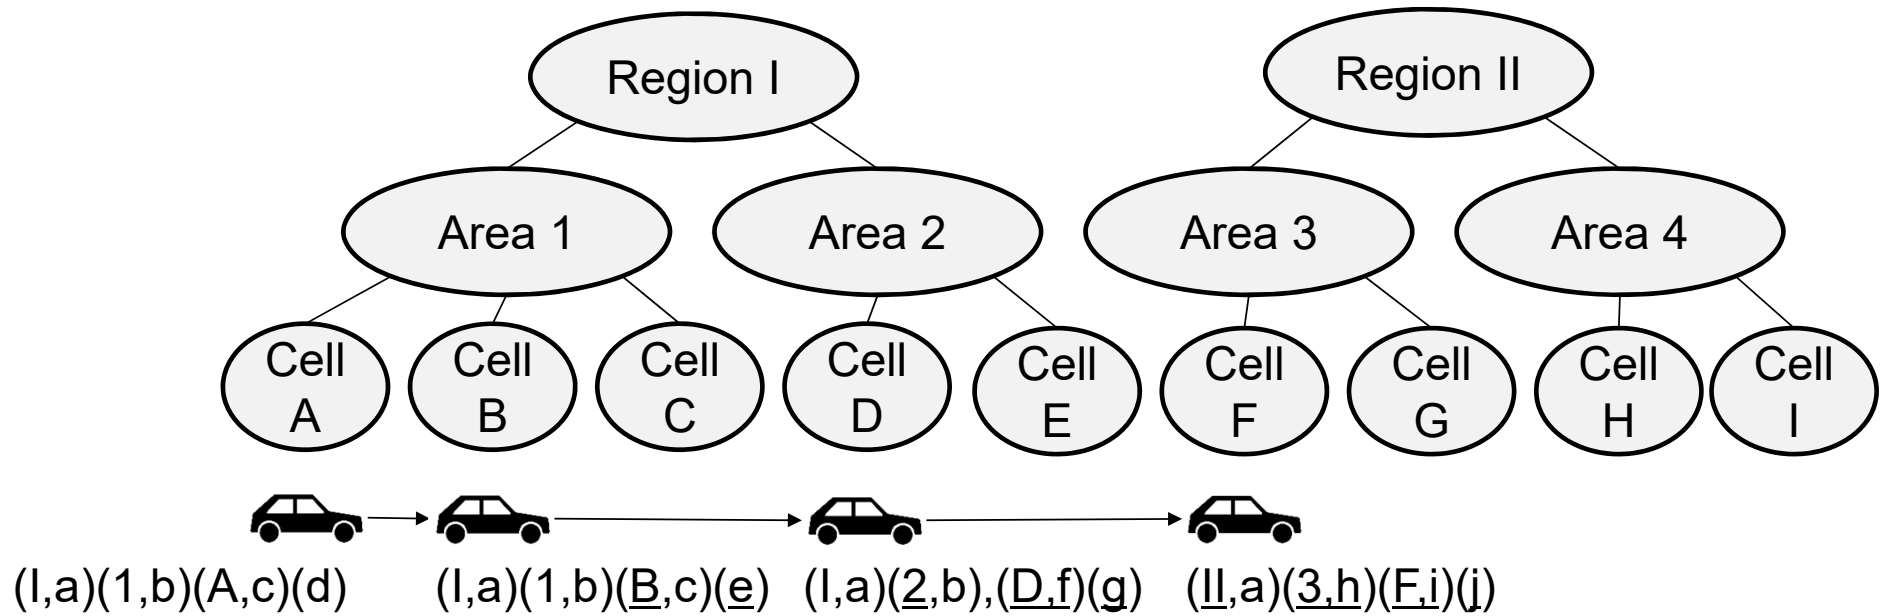 Region I
Region II
Area 1
Area 2
Area 3
Area 4
Cell
A
Cell
B
Cell
C
Cell
D
Cell
E
Cell
F
Cell
G
Cell
H
Cell
I
(I,a)(1,b)(A,c)(d)
(I,a)(1,b)(B,c)(e)
(I,a)(2,b),(D,f)(g)
(II,a)(3,h)(F,i)(j)